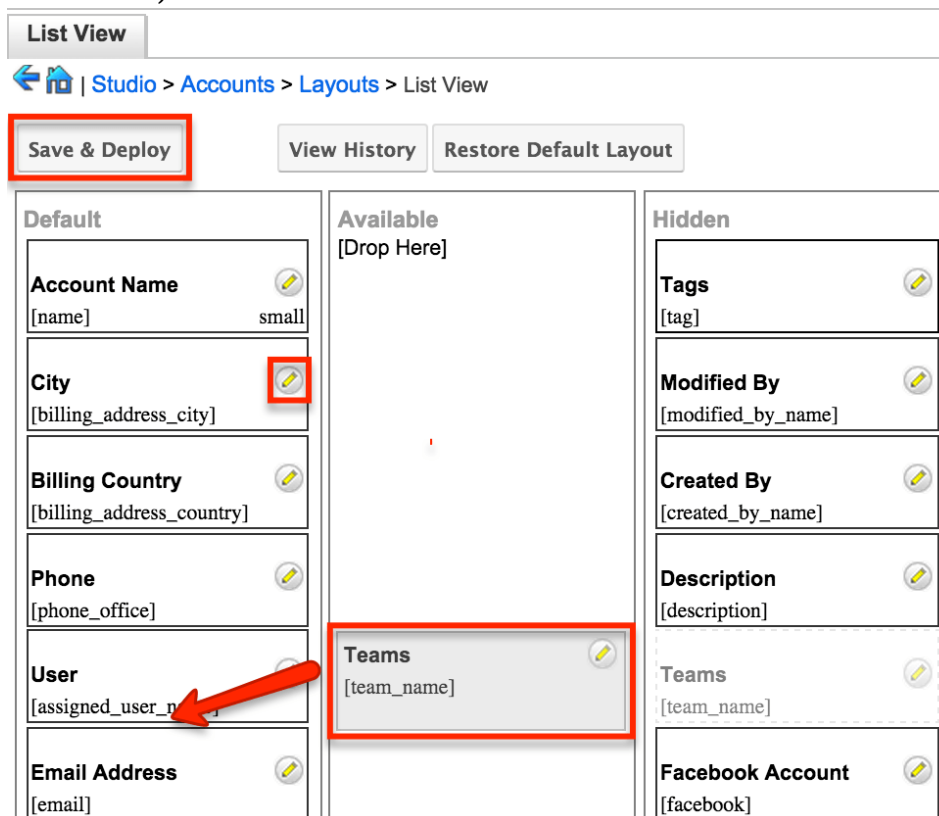 List View
| Studio > Accounts > Layouts > List View
Save & Deploy
View History
Restore Default Layout
Default
Account Name
[name] small
City
[billing_address_city]
Billing Country
[billing_address_country]
Phone
[phone_office]
User
Email Address
[email]
Available
[Drop Here]
Teams
[team_name]
Hidden
Tags
[tag]
Modified By
[modified_by_name]
Created By
[created_by_name]
Description
[description]
Teams
[team_name]
Facebook Account
[facebook]